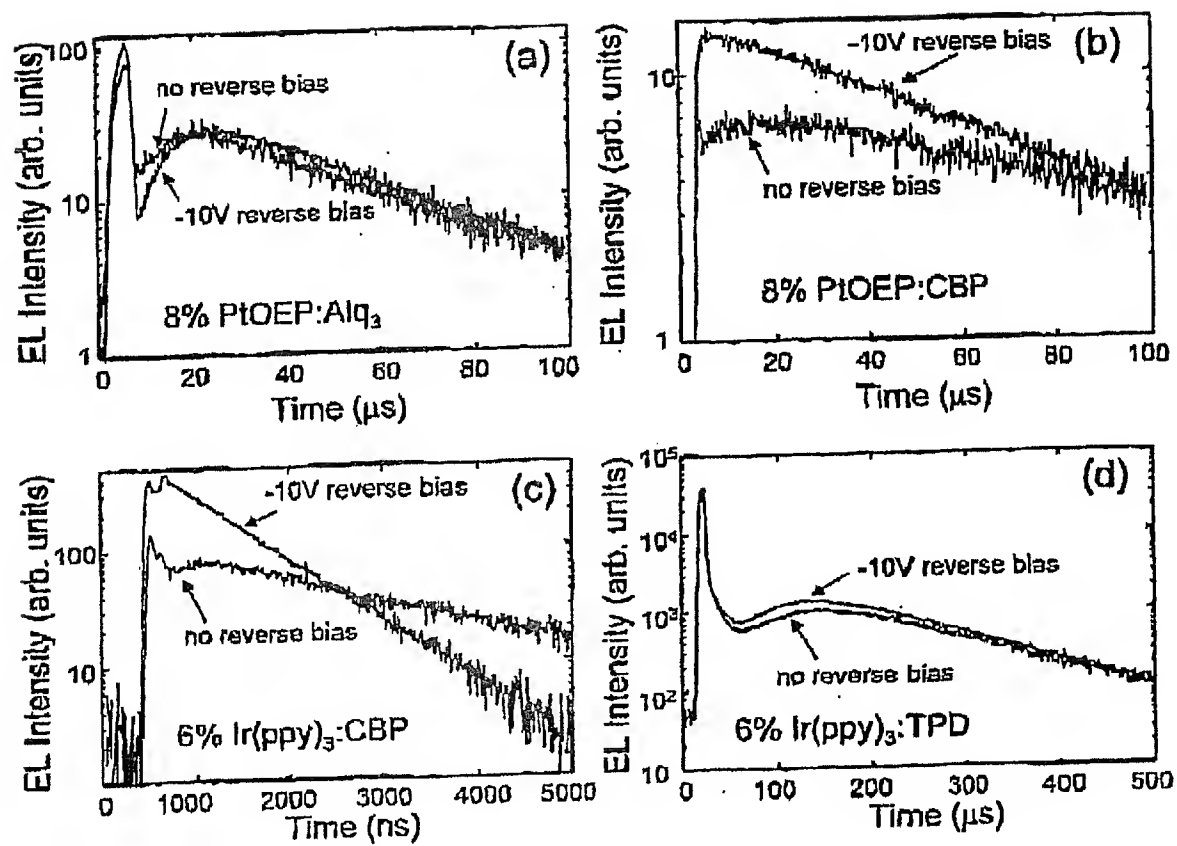 (a)
EL Intensity (arb. units)
100
10
1
no reverse bias
-10V reverse bias
8% PtOEP:Alq3
0 20 40 60 80 100
Time (μs)
(b)
EL Intensity (arb. units)
10
1
-10V reverse bias
no reverse bias
8% PtOEP:CBP
0 20 40 60 80 100
Time (μs)
(c)
EL Intensity (arb. units)
100
10
-10V reverse bias
no reverse bias
6% Ir(ppy)3:CBP
0 1000 2000 3000 4000 5000
Time (ns)
(d)
EL Intensity (arb. units)
10^5
10^4
10^3
10^2
10
-10V reverse bias
no reverse bias
6% Ir(ppy)3:TPD
0 100 200 300 400 500
Time (μs)